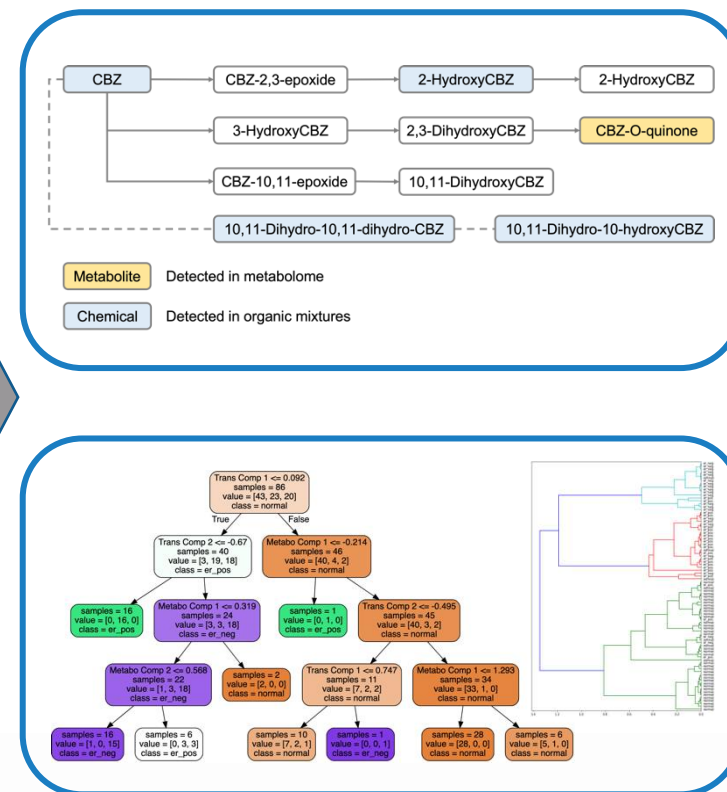 CBZ
CBZ-2,3-epoxide
2-HydroxyCBZ
2-HydroxyCBZ
3-HydroxyCBZ
2,3-DihydroxyCBZ
CBZ-O-quinone
CBZ-10,11-epoxide
10,11-DihydroxyCBZ
10,11-Dihydro-10,11-dihydro-CBZ
10,11-Dihydro-10-hydroxyCBZ
Metabolite
Detected in metabolome
Chemical
Detected in organic mixtures
Trans Comp 1 <= 0.092
samples = 86
value = [43, 23, 20]
class = normal
True
False
Trans Comp 2 <= -0.67
samples = 40
value = [3, 19, 18]
class = er_pos
Metabo Comp 1 <= -0.214
samples = 46
value = [40, 4, 2]
class = normal
samples = 16
value = [0, 16, 0]
class = er_pos
Metabo Comp 1 <= 0.319
samples = 24
value = [3, 3, 18]
class = er_neg
samples = 1
value = [0, 1, 0]
class = er_pos
Trans Comp 2 <= -0.495
samples = 45
value = [40, 3, 2]
class = normal
Metabo Comp 2 <= 0.568
samples = 22
value = [1, 3, 18]
class = er_neg
samples = 2
value = [2, 0, 0]
class = normal
Trans Comp 1 <= 0.747
samples = 11
value = [7, 2, 2]
class = normal
Metabo Comp 1 <= 1.293
samples = 34
value = [33, 1, 0]
class = normal
samples = 16
value = [1, 0, 15]
class = er_neg
samples = 6
value = [0, 3, 3]
class = er_pos
samples = 10
value = [7, 2, 1]
class = normal
samples = 1
value = [0, 0, 1]
class = er_neg
samples = 28
value = [28, 0, 0]
class = normal
samples = 6
value = [5, 1, 0]
class = normal